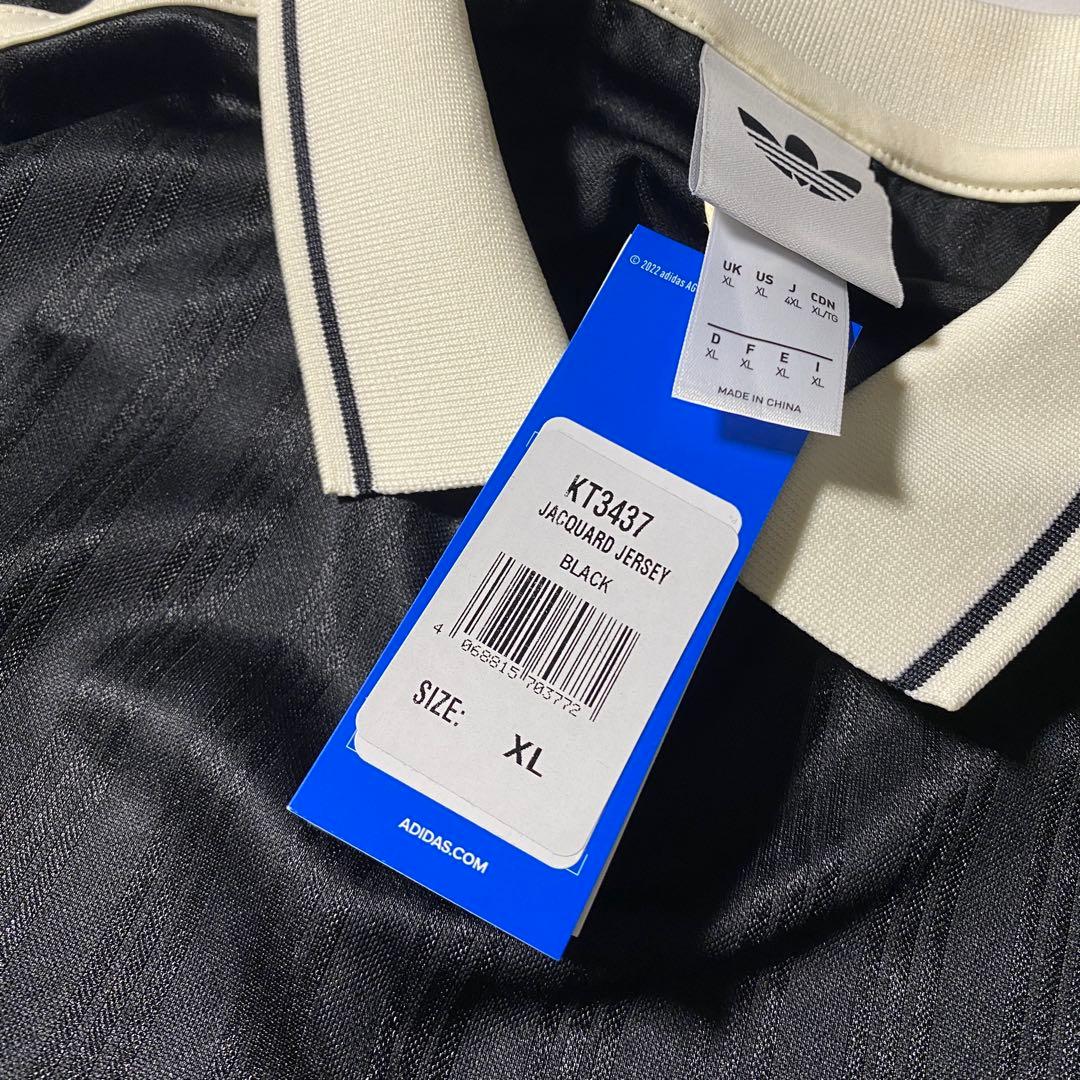 UK US J CDN
XL XL 4XL XL/TG
D F E I
XL XL XL XL
MADE IN CHINA
© 2022 adidas AG
KT3437
JACQUARD JERSEY
BLACK
4 068815 703772
SIZE: XL
ADIDAS.COM